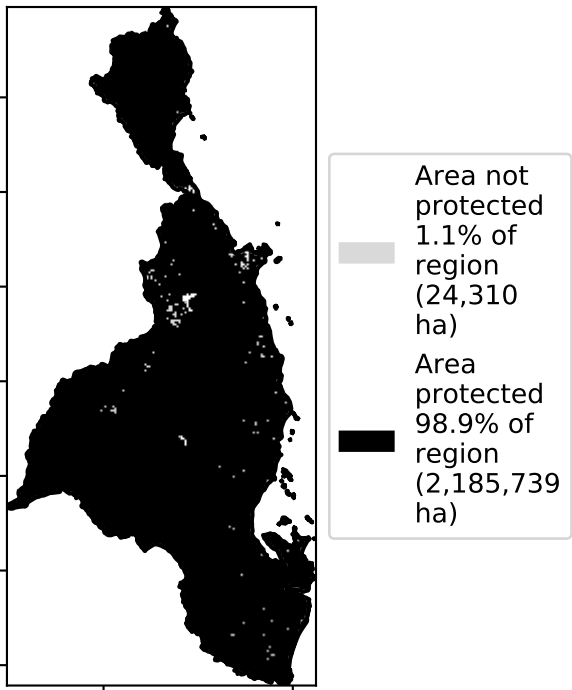 Area not
protected
1.1% of
region
(24,310
ha)
Area
protected
98.9% of
region
(2,185,739
ha)